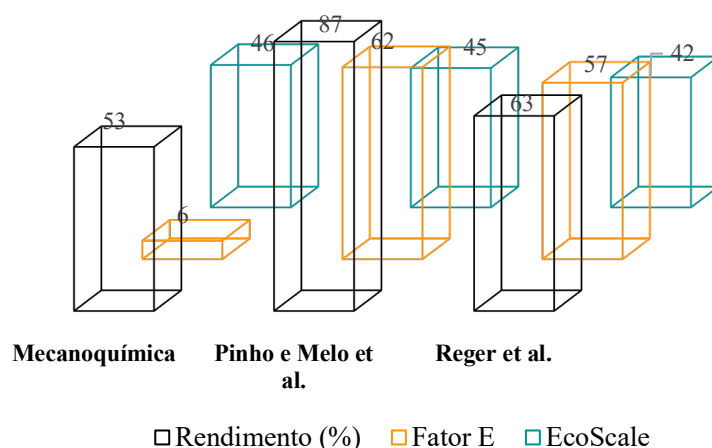 87
46 62 45 42
57
53 63
6
Mecanoquímica Pinho e Melo et al. Reger et al.
Rendimento (%) Fator E EcoScale